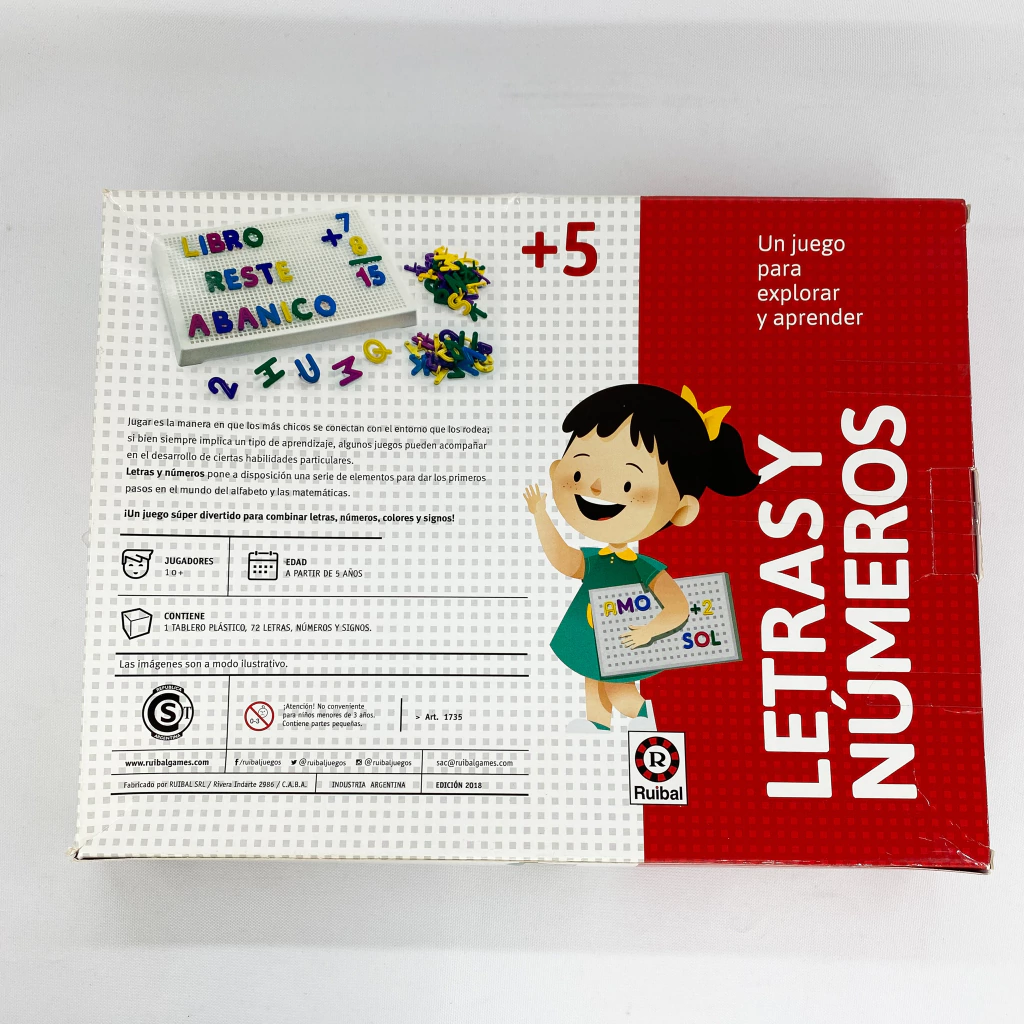 LIBRO
RESTE
ABANICO
7
+8
15
2 H U M O
+5
Un juego
para
explorar
y aprender
LETRAS Y
NÚMEROS
AMO
+2
SOL
R
Ruibal
Jugar es la manera en que los más chicos se conectan con el entorno que los rodea;
si bien siempre implica un tipo de aprendizaje, algunos juegos pueden acompañar
en el desarrollo de ciertas habilidades particulares.
Letras y números pone a disposición una serie de elementos para dar los primeros
pasos en el mundo del alfabeto y las matemáticas.
¡Un juego súper divertido para combinar letras, números, colores y signos!
JUGADORES
1 o +
EDAD
A PARTIR DE 5 AÑOS
CONTIENE
1 TABLERO PLÁSTICO, 72 LETRAS, NÚMEROS Y SIGNOS.
Las imágenes son a modo ilustrativo.
REPUBLICA
S T
ARGENTINA
0-3
¡Atención! No conveniente
para niños menores de 3 años.
Contiene partes pequeñas.
> Art. 1735
www.ruibalgames.com
f/ruibaljuegos
@ruibaljuegos
@ruibaljuegos
sac@ruibalgames.com
Fabricado por RUIBAL SRL / Rivera Indarte 2986 / C.A.B.A.
INDUSTRIA ARGENTINA
EDICIÓN 2018